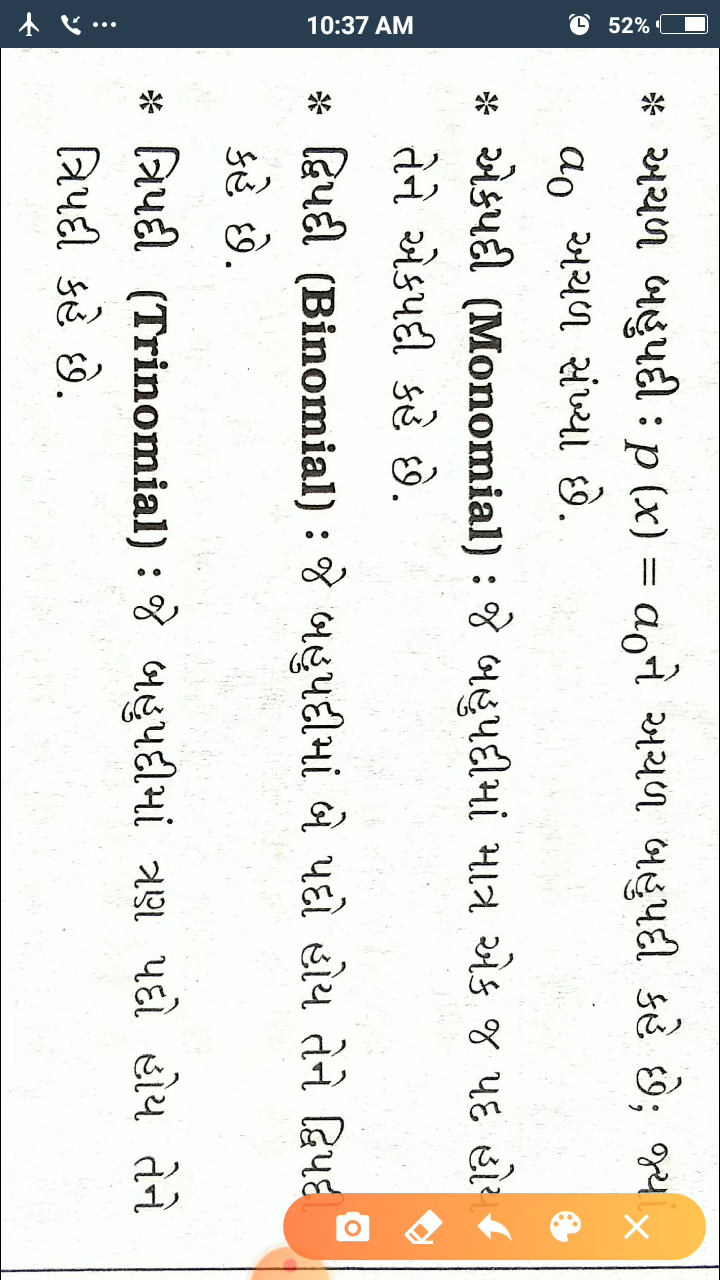 10:37 AM
52%
* અચળ બહુપદી : p (x) = a₀ને અચળ બહુપદી કહે છે; જ્યાં
a₀ અચળ સંખ્યા છે.
* એકપદી (Monomial) : જે બહુપદીમાં માત્ર એક જ પદ હોય
તેને એકપદી કહે છે.
* દ્વિપદી (Binomial) : જે બહુપદીમાં બે પદો હોય તેને દ્વિપદી
કહે છે.
* ત્રિપદી (Trinomial) : જે બહુપદીમાં ત્રણ પદો હોય તેને
ત્રિપદી કહે છે.